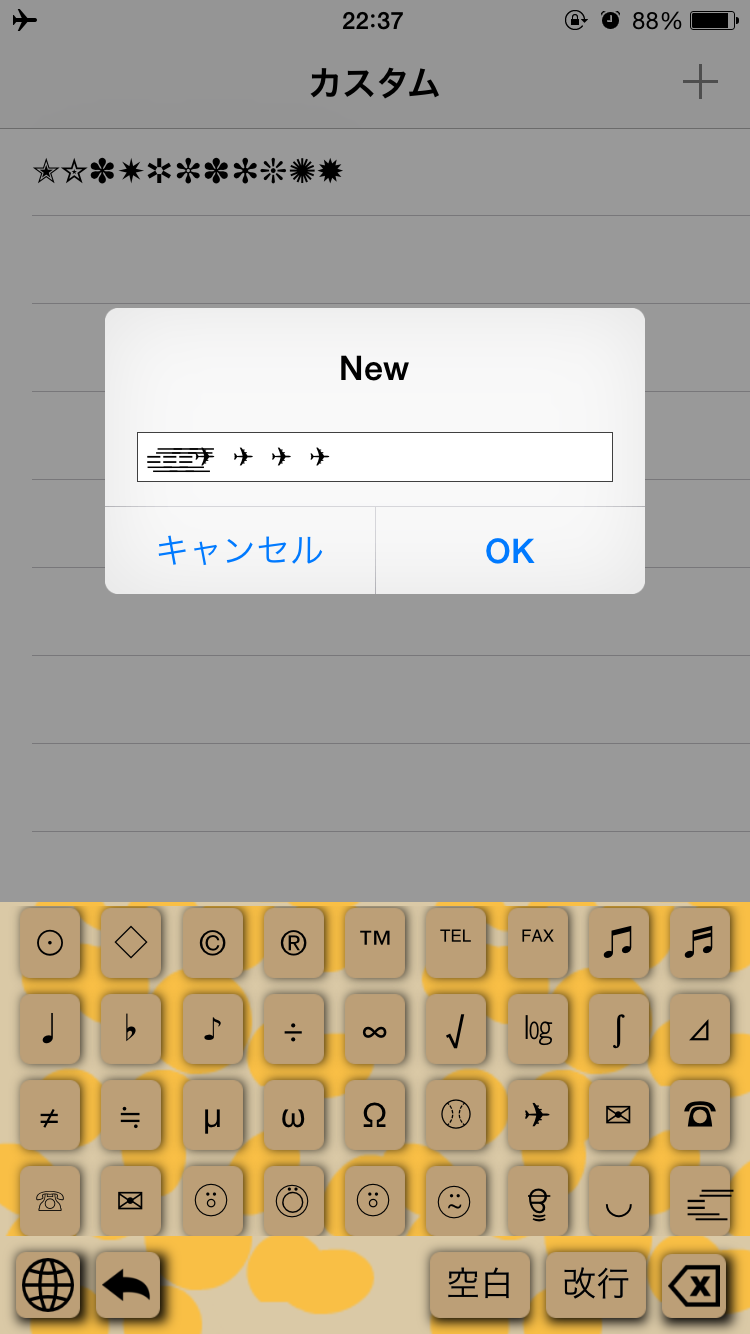 22:37 88%
カスタム
✭☆✽✷✲✼✽✻❊✺✹
New
✈ ✈ ✈ ✈
キャンセル OK
⊙ ◇ © ® ™ TEL FAX ♫ ♬
♩ ♭ ♪ ÷ ∞ √ log ∫ ⊿
≠ ≒ μ ω Ω ✈ ✉ ☎
☏ ✉
空白 改行